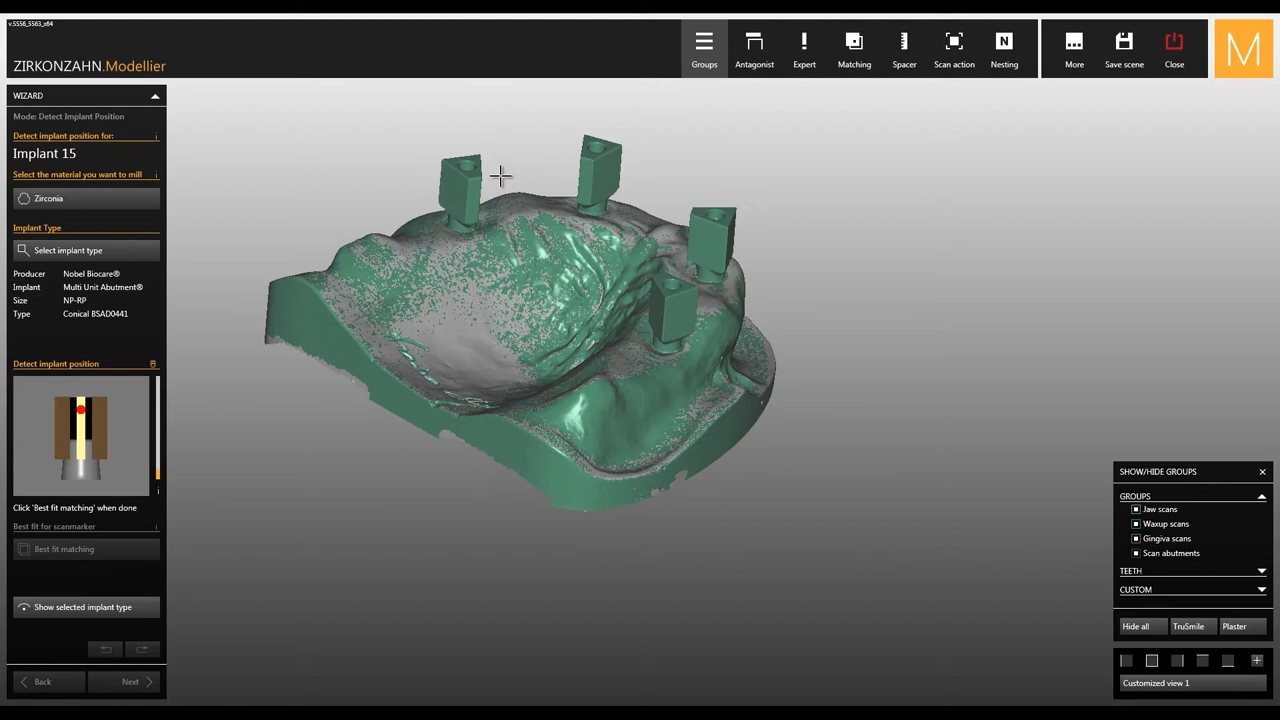 v.5556_5563_x64
ZIRKONZAHN.Modellier
Groups
Antagonist
Expert
Matching
Spacer
Scan action
N
Nesting
More
Save scene
Close
M
WIZARD
Mode: Detect Implant Position
Detect implant position for:
Implant 15
Select the material you want to mill
Zirconia
Implant Type
Select implant type
Producer Nobel Biocare®
Implant Multi Unit Abutment®
Size NP-RP
Type Conical BSAD0441
Detect implant position
Click 'Best fit matching' when done
Best fit for scanmarker
Best fit matching
Show selected implant type
Back Next
SHOW/HIDE GROUPS
GROUPS
Jaw scans
Waxup scans
Gingiva scans
Scan abutments
TEETH
CUSTOM
Hide all TruSmile Plaster
Customized view 1